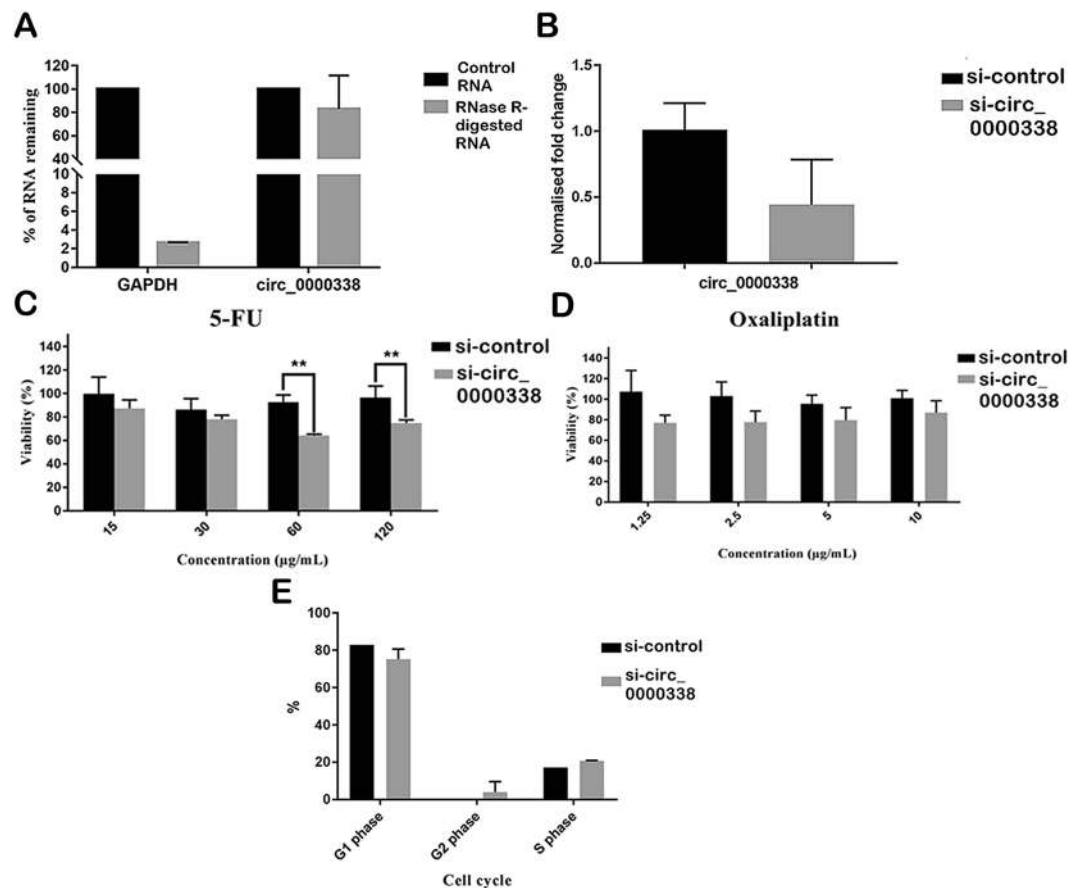 A
% of RNA remaining
120
100
80
60
40
10
8
6
4
2
0
GAPDH
circ_0000338
Control
RNA
RNase R-
digested
RNA
B
Normalised fold change
1.5
1.0
0.5
0.0
circ_0000338
si-control
si-circ_
0000338
C
5-FU
Viability (%)
140
120
100
80
60
40
20
0
**
**
15
30
60
120
Concentration (µg/mL)
si-control
si-circ_
0000338
D
Oxaliplatin
Viability (%)
140
120
100
80
60
40
20
0
1.25
2.5
5
10
Concentration (µg/mL)
si-control
si-circ_
0000338
E
%
100
80
60
40
20
0
G1 phase
G2 phase
S phase
Cell cycle
si-control
si-circ_
0000338